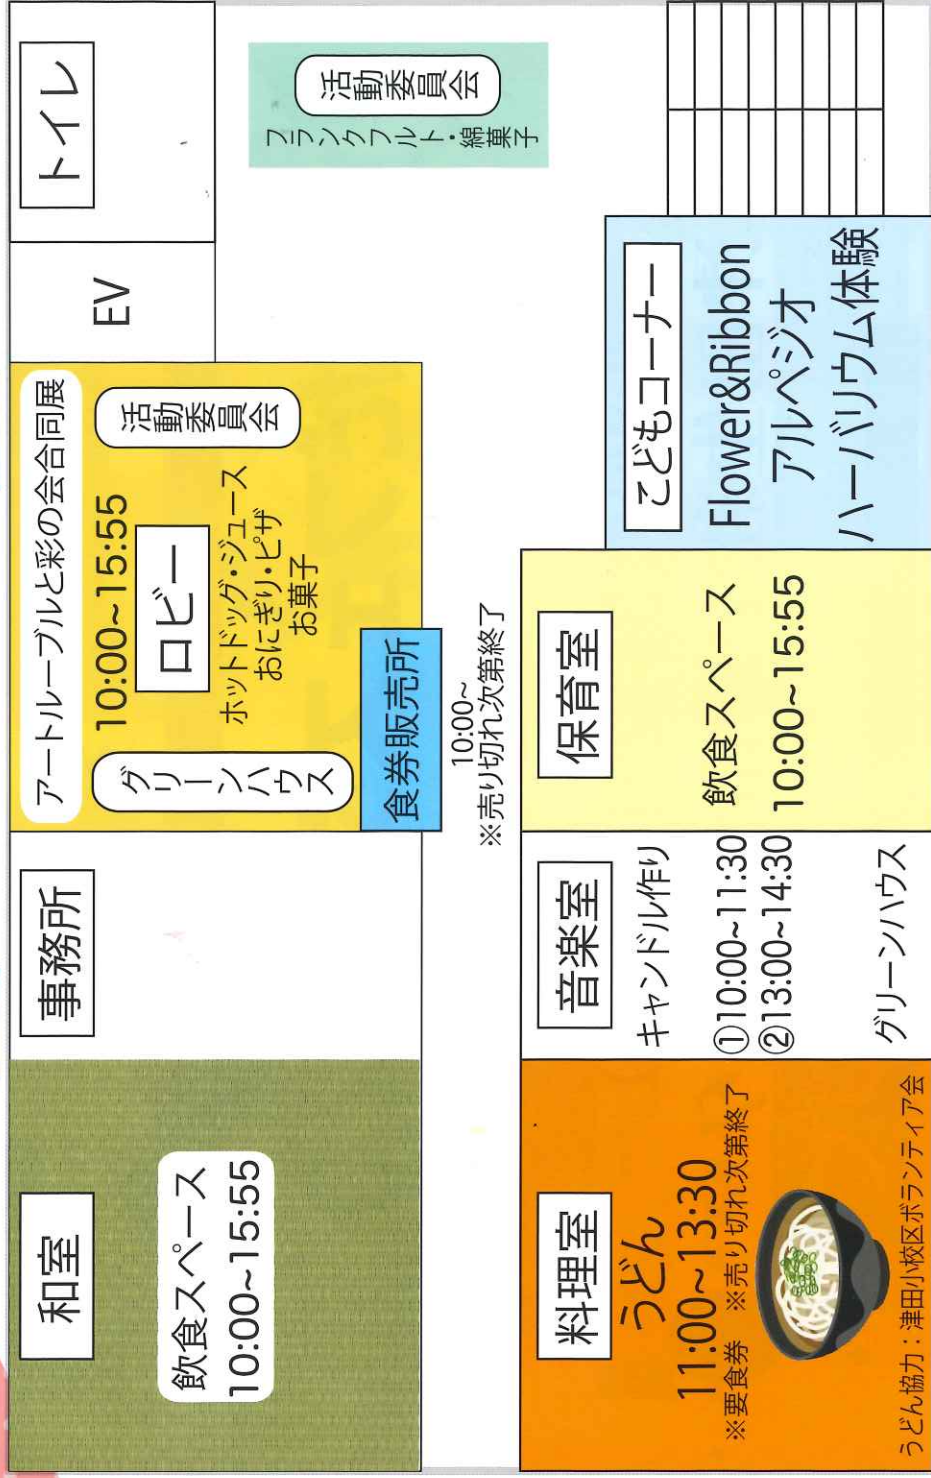 和室
飲食スペース
10:00~15:55
事務所
アートルーブルと彩の会合同展
10:00~15:55
グリーンハウス
ロビー
活動委員会
ホットドッグ・ジュース
おにぎり・ピザ
お菓子
食券販売所
10:00~
※売り切れ次第終了
EV
トイレ
活動委員会
フランクフルト・綿菓子
料理室
うどん
11:00~13:30
※要食券 ※売り切れ次第終了
うどん協力：津田小校区ボランティア会
音楽室
キャンドル作り
①10:00~11:30
②13:00~14:30
グリーンハウス
保育室
飲食スペース
10:00~15:55
こどもコーナー
Flower&Ribbon
アルペジオ
ハーバリウム体験